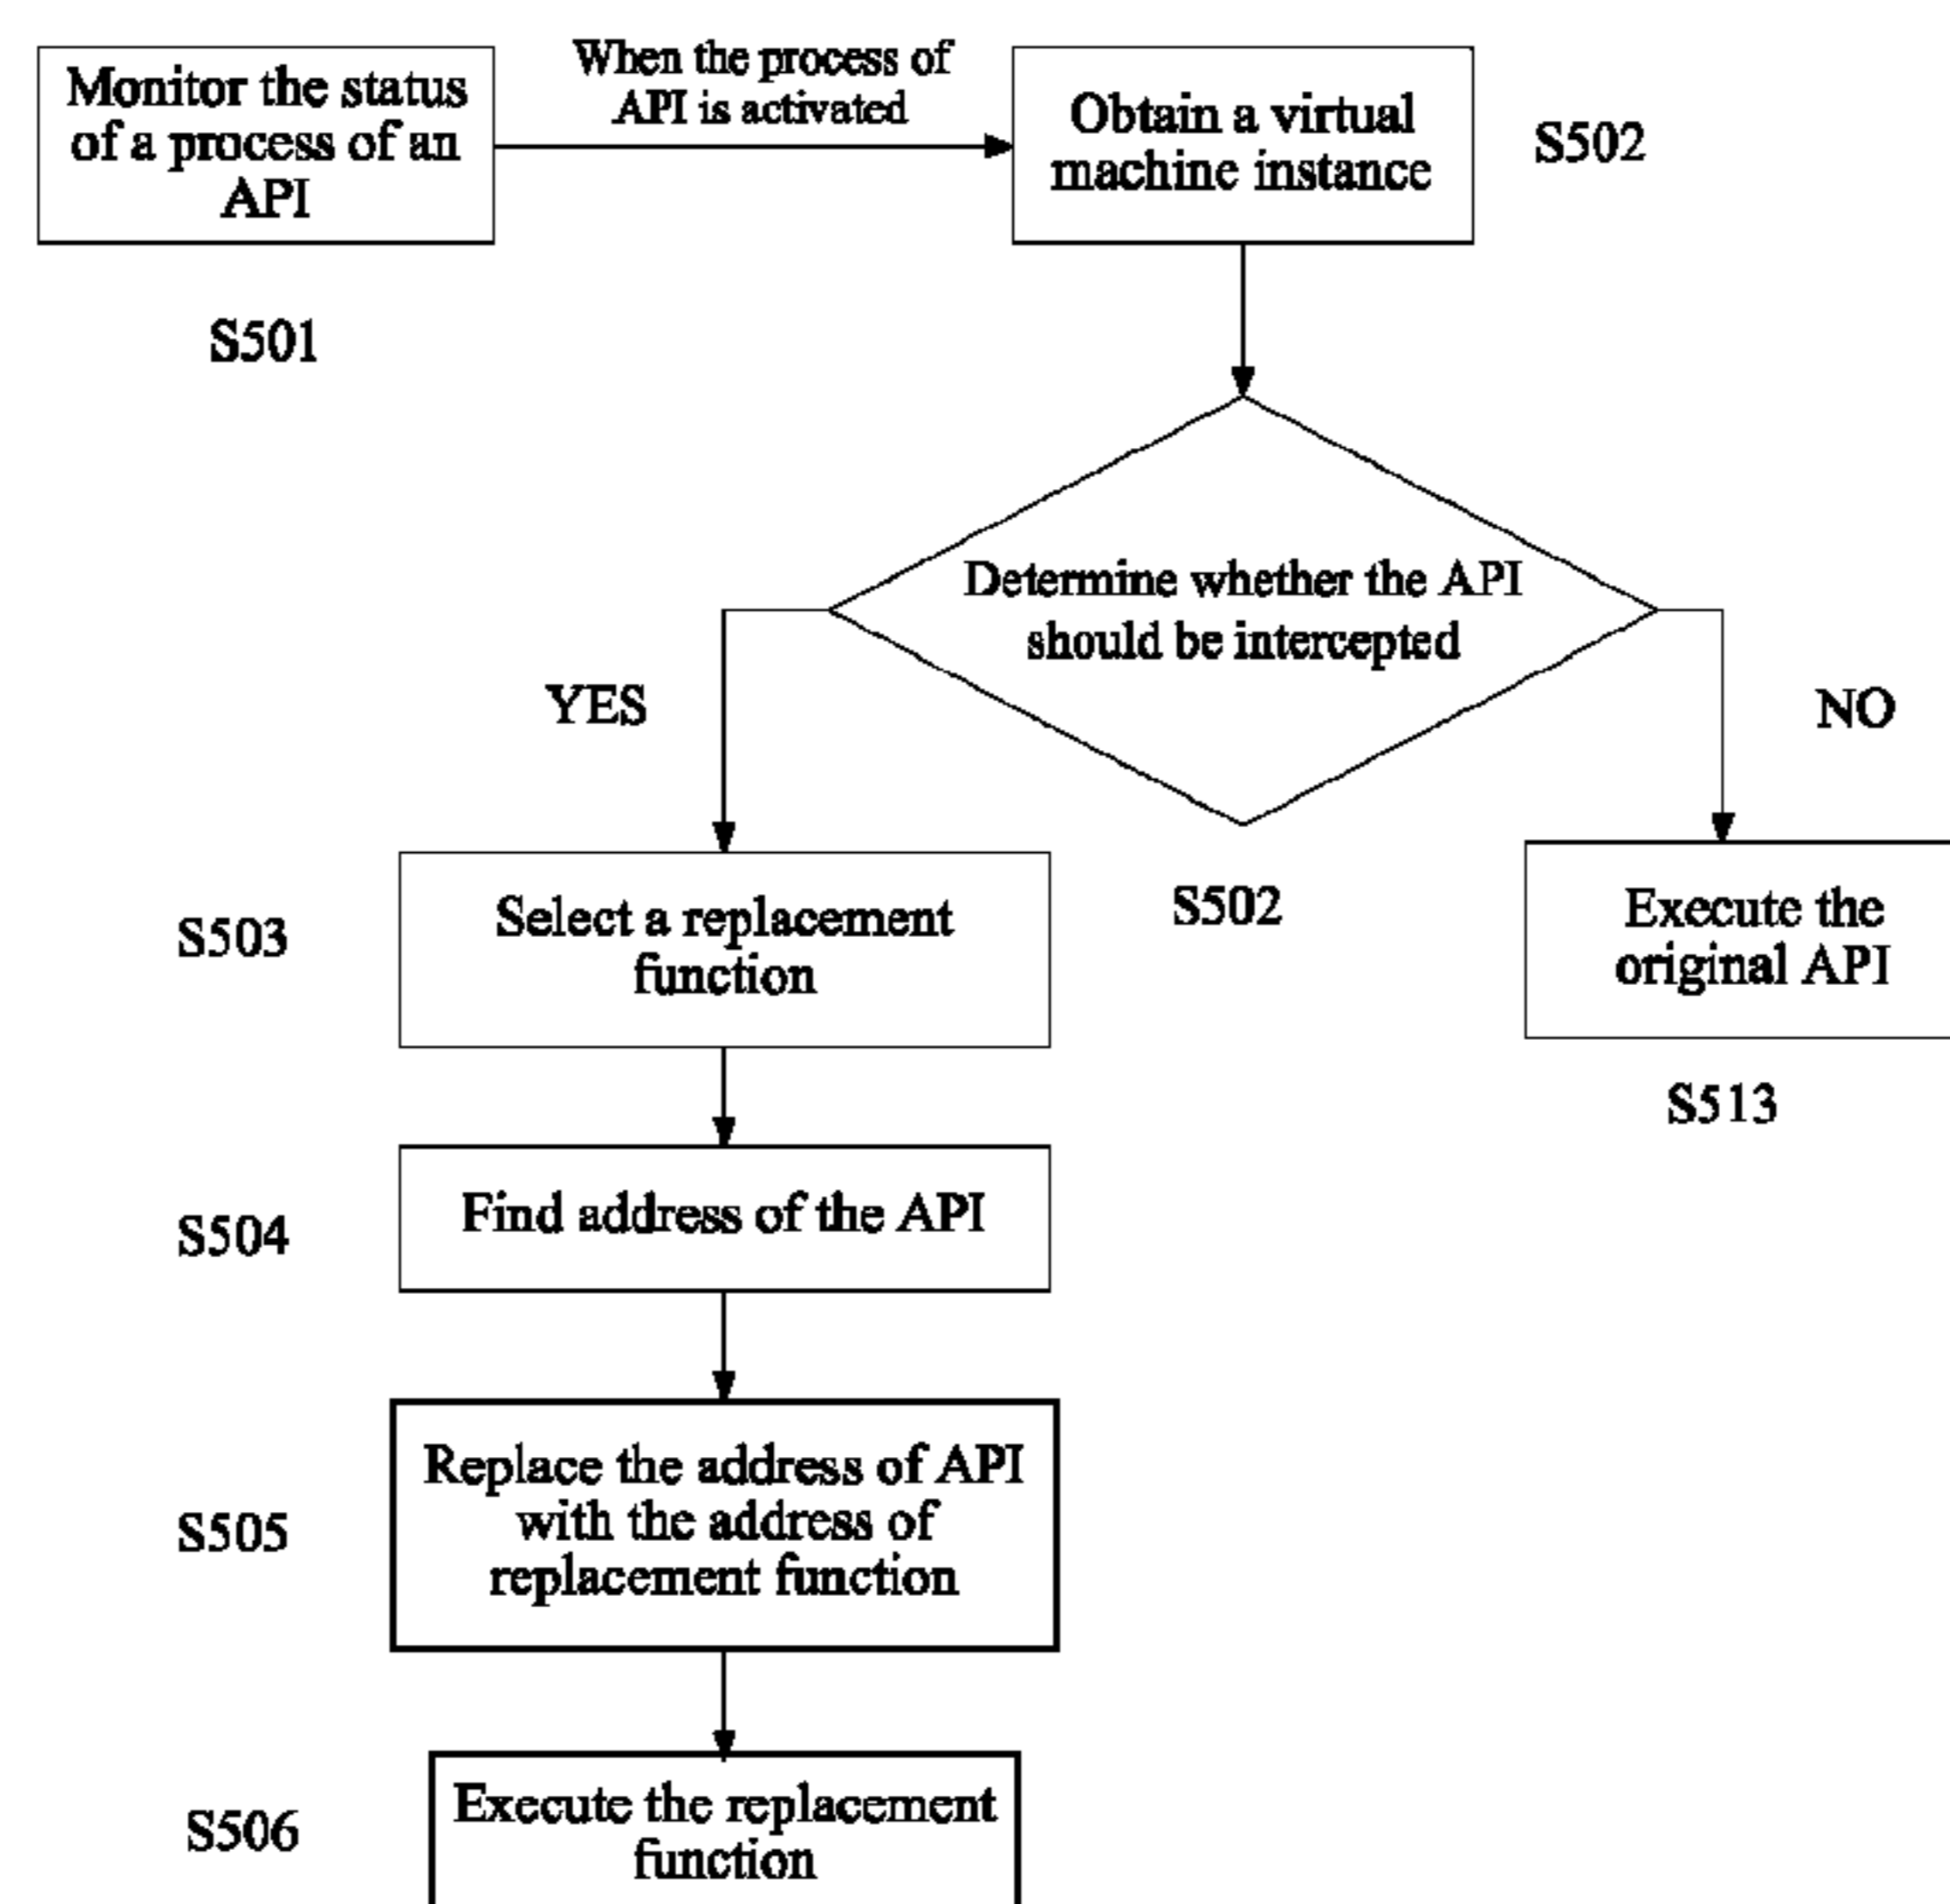 Monitor the status
of a process of an
API
S501
When the process of
API is activated
Obtain a virtual
machine instance
S502
Determine whether the API
should be intercepted
YES
NO
S502
S503
Select a replacement
function
Execute the
original API
S513
S504
Find address of the API
S505
Replace the address of API
with the address of
replacement function
S506
Execute the replacement
function